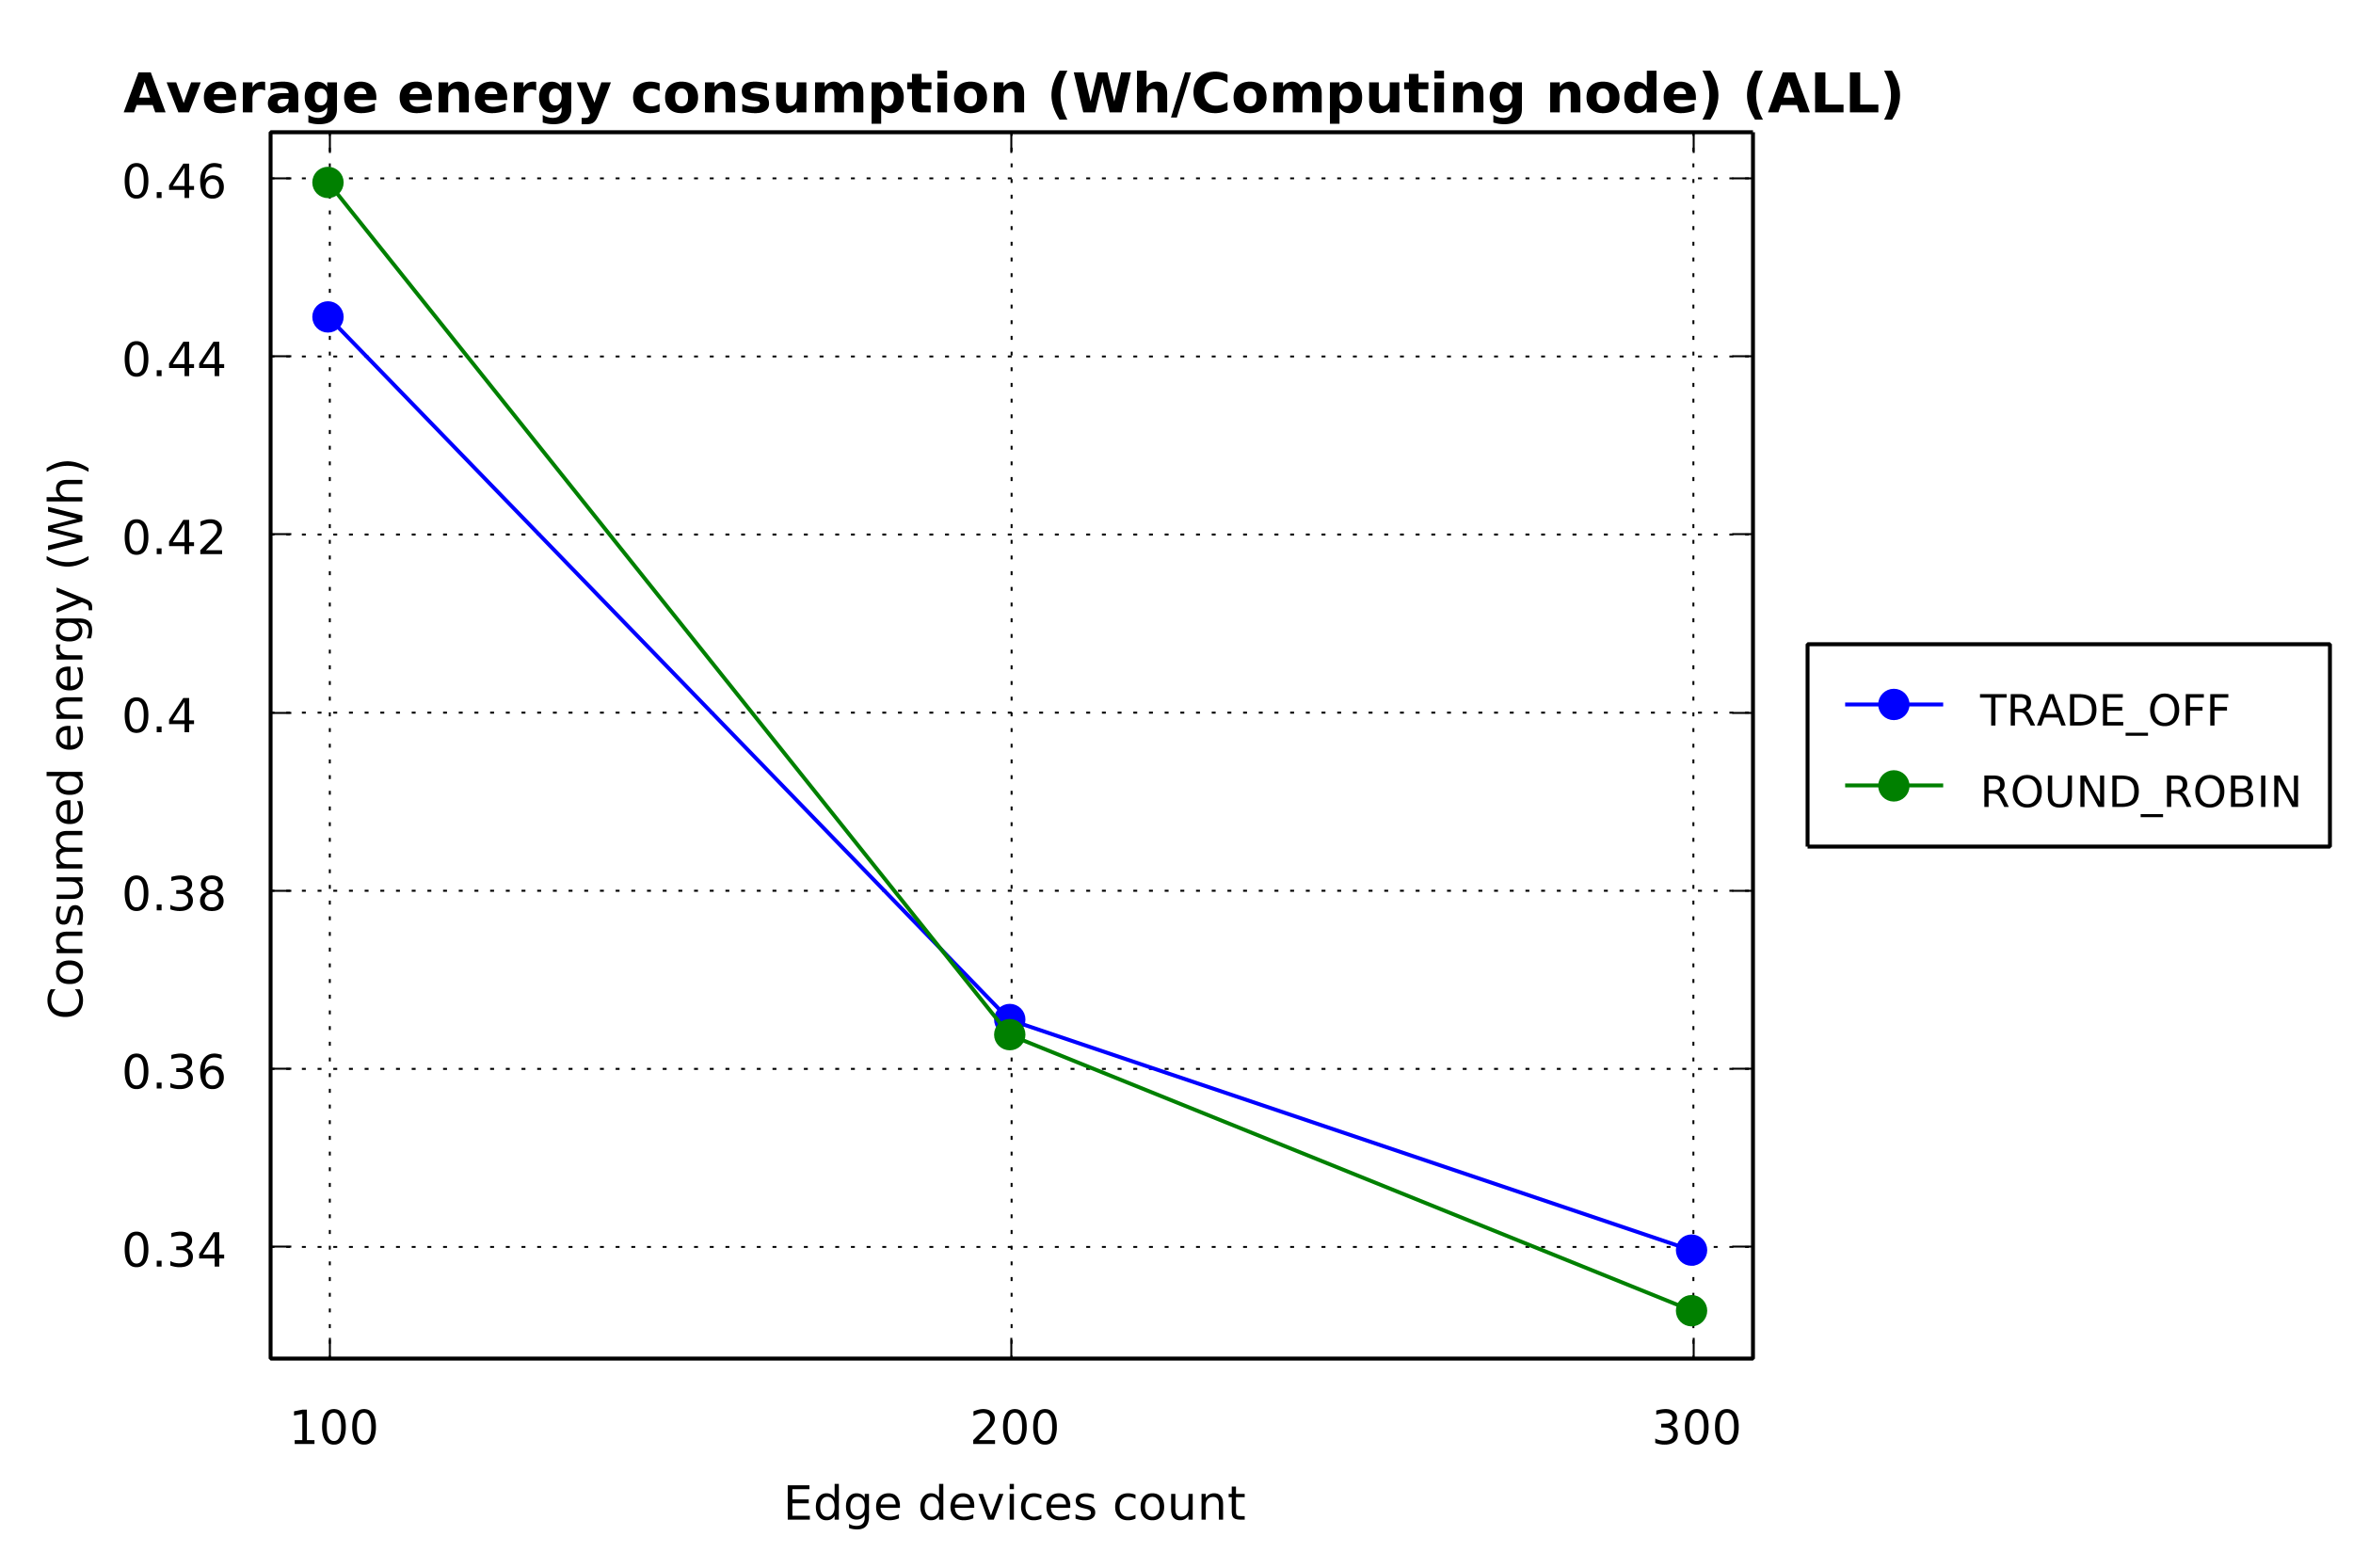 Average energy consumption (Wh/Computing node) (ALL)
0.46
0.44
0.42
0.4
0.38
0.36
0.34
Consumed energy (Wh)
100 200 300
Edge devices count
TRADE_OFF
ROUND_ROBIN